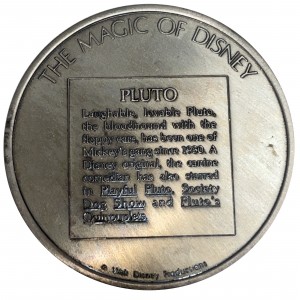 THE MAGIC OF DISNEY
PLUTO
Laughable, lovable Pluto,
the bloodhound with the
floppy ears, has been one of
Mickey's gang since 1930. A
Disney original, the canine
comedian has also starred
in Playful Pluto, Society
Dog Show and Pluto's
Quinpuplets.
© Walt Disney Productions